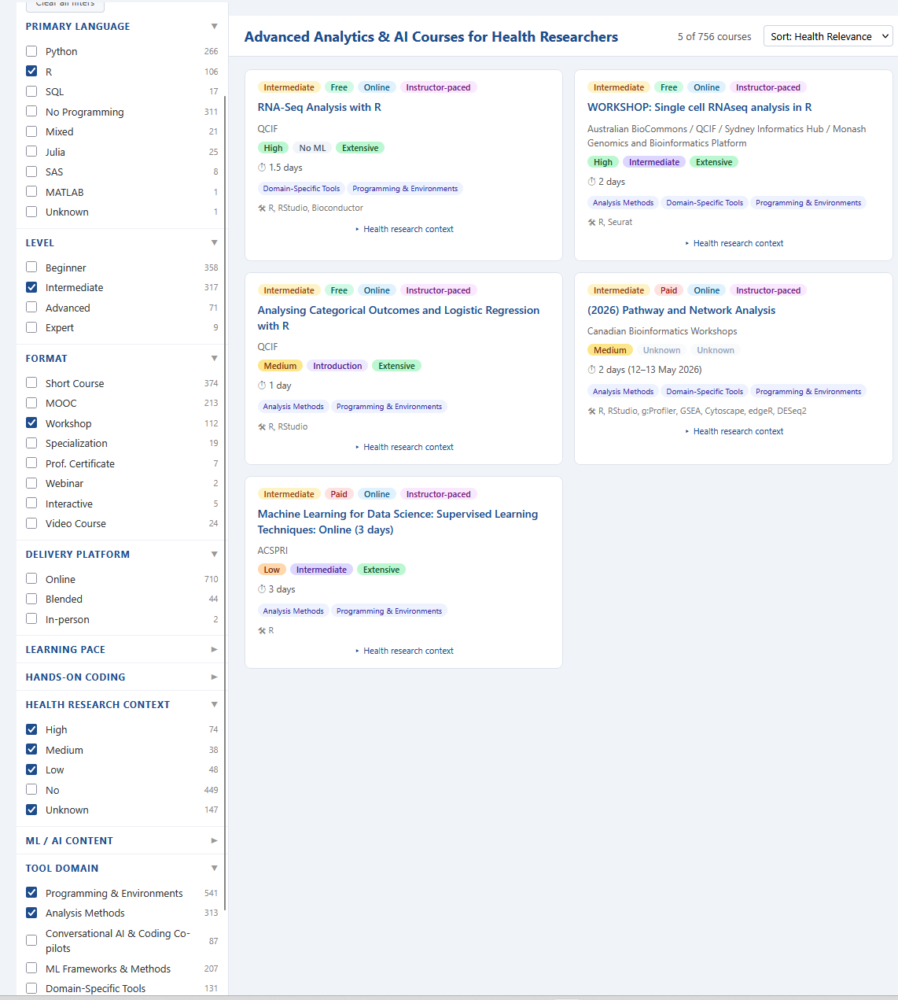 Clear all filters
PRIMARY LANGUAGE ▼
Python 266
R 106
SQL 17
No Programming 311
Mixed 21
Julia 25
SAS 8
MATLAB 1
Unknown 1
LEVEL ▼
Beginner 358
Intermediate 317
Advanced 71
Expert 9
FORMAT ▼
Short Course 374
MOOC 213
Workshop 112
Specialization 19
Prof. Certificate 7
Webinar 2
Interactive 5
Video Course 24
DELIVERY PLATFORM ▼
Online 710
Blended 44
In-person 2
LEARNING PACE ▶
HANDS-ON CODING ▶
HEALTH RESEARCH CONTEXT ▼
High 74
Medium 38
Low 48
No 449
Unknown 147
ML / AI CONTENT ▶
TOOL DOMAIN ▼
Programming & Environments 541
Analysis Methods 313
Conversational AI & Coding Co-
pilots 87
ML Frameworks & Methods 207
Domain-Specific Tools 131
Advanced Analytics & AI Courses for Health Researchers
5 of 756 courses
Sort: Health Relevance
Intermediate Free Online Instructor-paced
RNA-Seq Analysis with R
QCIF
High No ML Extensive
⏱ 1.5 days
Domain-Specific Tools Programming & Environments
🛠 R, RStudio, Bioconductor
▸ Health research context
Intermediate Free Online Instructor-paced
WORKSHOP: Single cell RNAseq analysis in R
Australian BioCommons / QCIF / Sydney Informatics Hub / Monash
Genomics and Bioinformatics Platform
High Intermediate Extensive
⏱ 2 days
Analysis Methods Domain-Specific Tools Programming & Environments
🛠 R, Seurat
▸ Health research context
Intermediate Free Online Instructor-paced
Analysing Categorical Outcomes and Logistic Regression
with R
QCIF
Medium Introduction Extensive
⏱ 1 day
Analysis Methods Programming & Environments
🛠 R, RStudio
▸ Health research context
Intermediate Paid Online Instructor-paced
(2026) Pathway and Network Analysis
Canadian Bioinformatics Workshops
Medium Unknown Unknown
⏱ 2 days (12–13 May 2026)
Analysis Methods Domain-Specific Tools Programming & Environments
🛠 R, RStudio, g:Profiler, GSEA, Cytoscape, edgeR, DESeq2
▸ Health research context
Intermediate Paid Online Instructor-paced
Machine Learning for Data Science: Supervised Learning
Techniques: Online (3 days)
ACSPRI
Low Intermediate Extensive
⏱ 3 days
Analysis Methods Programming & Environments
🛠 R
▸ Health research context